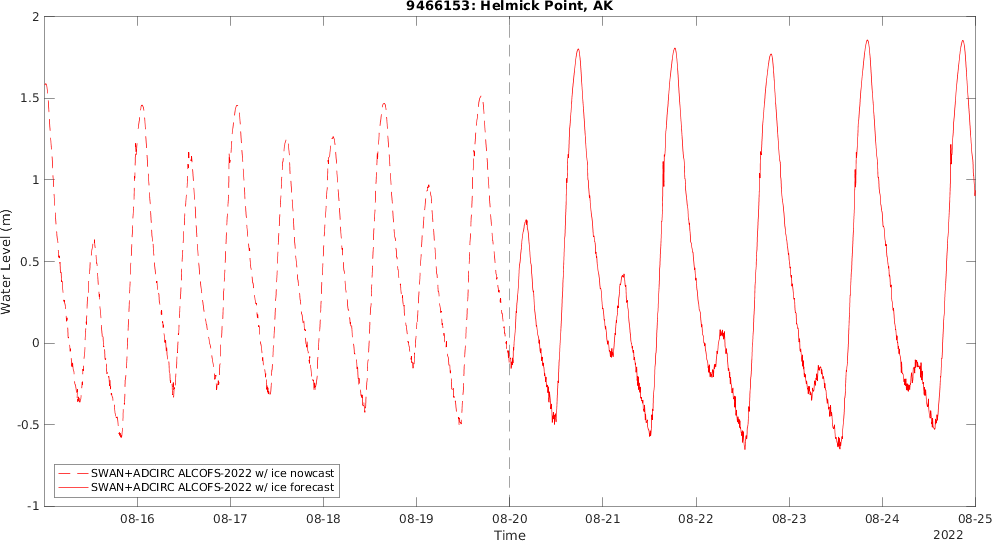 9466153: Helmick Point, AK
2
1.5
1
0.5
0
-0.5
-1
Water Level (m)
SWAN+ADCIRC ALCOFS-2022 w/ ice nowcast
SWAN+ADCIRC ALCOFS-2022 w/ ice forecast
08-16 08-17 08-18 08-19 08-20 08-21 08-22 08-23 08-24 08-25
Time
2022